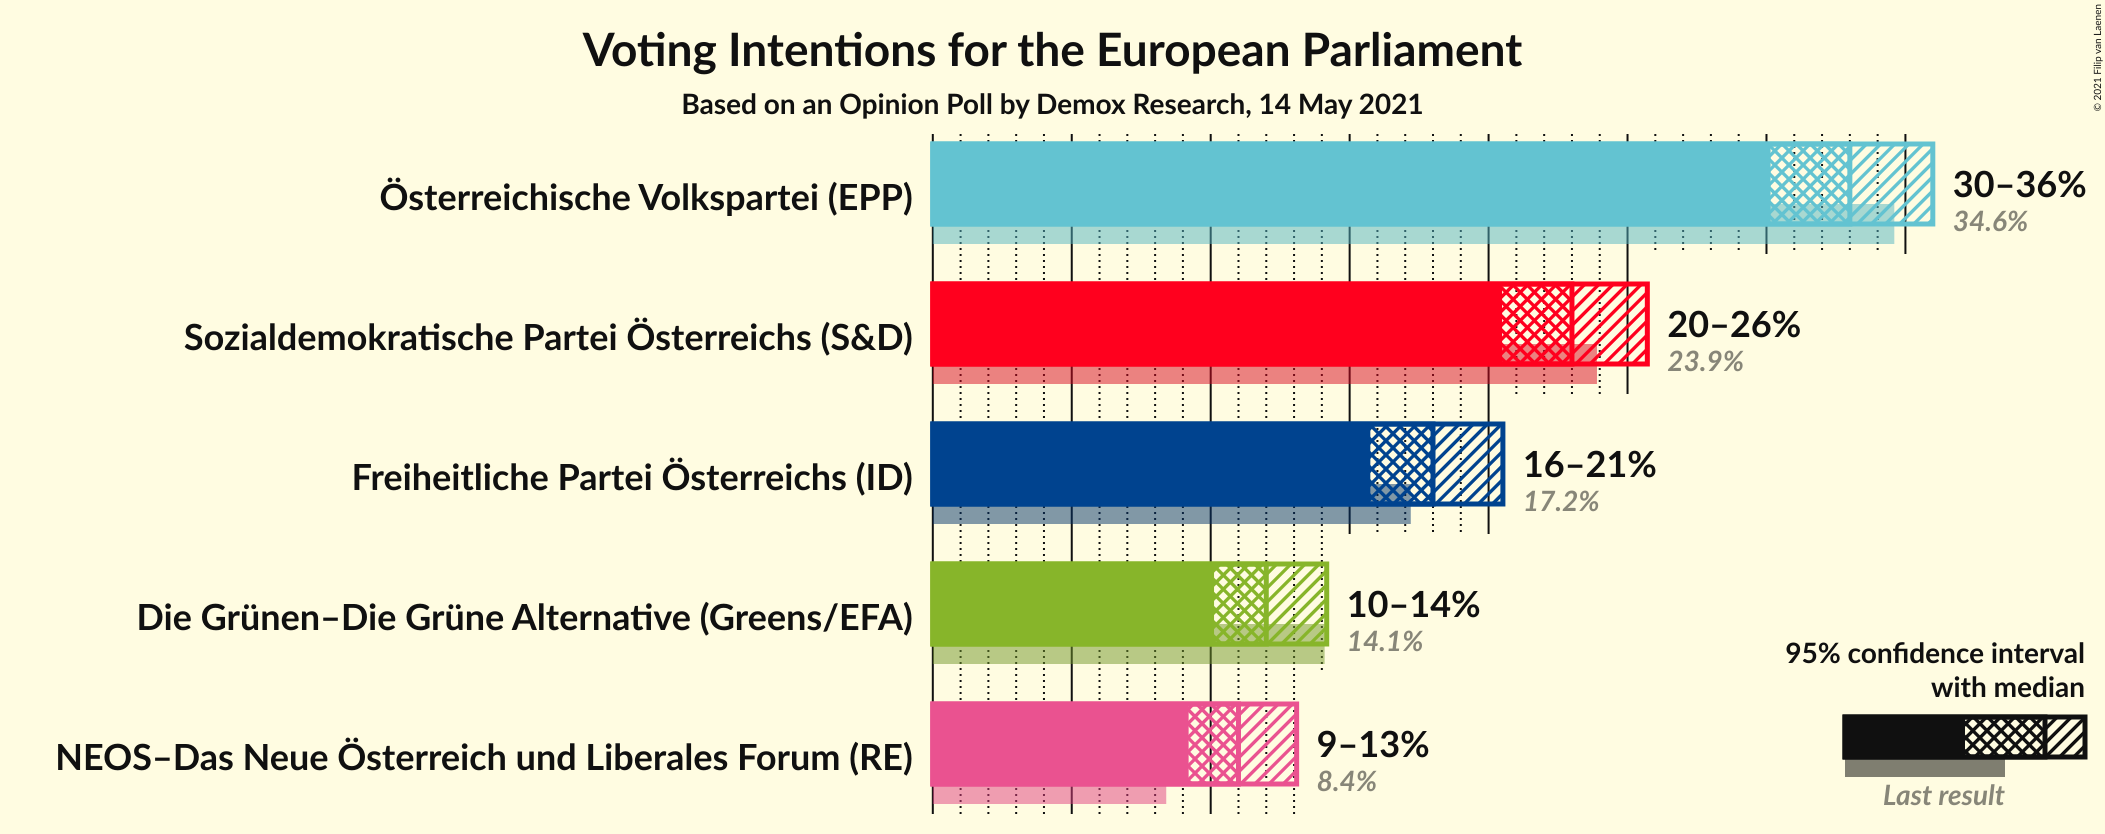 Voting Intentions for the European Parliament
Based on an Opinion Poll by Demox Research, 14 May 2021
© 2021 Filip van Laenen
Österreichische Volkspartei (EPP)
30–36%
34.6%
Sozialdemokratische Partei Österreichs (S&D)
20–26%
23.9%
Freiheitliche Partei Österreichs (ID)
16–21%
17.2%
Die Grünen–Die Grüne Alternative (Greens/EFA)
10–14%
14.1%
NEOS–Das Neue Österreich und Liberales Forum (RE)
9–13%
8.4%
95% confidence interval
with median
Last result